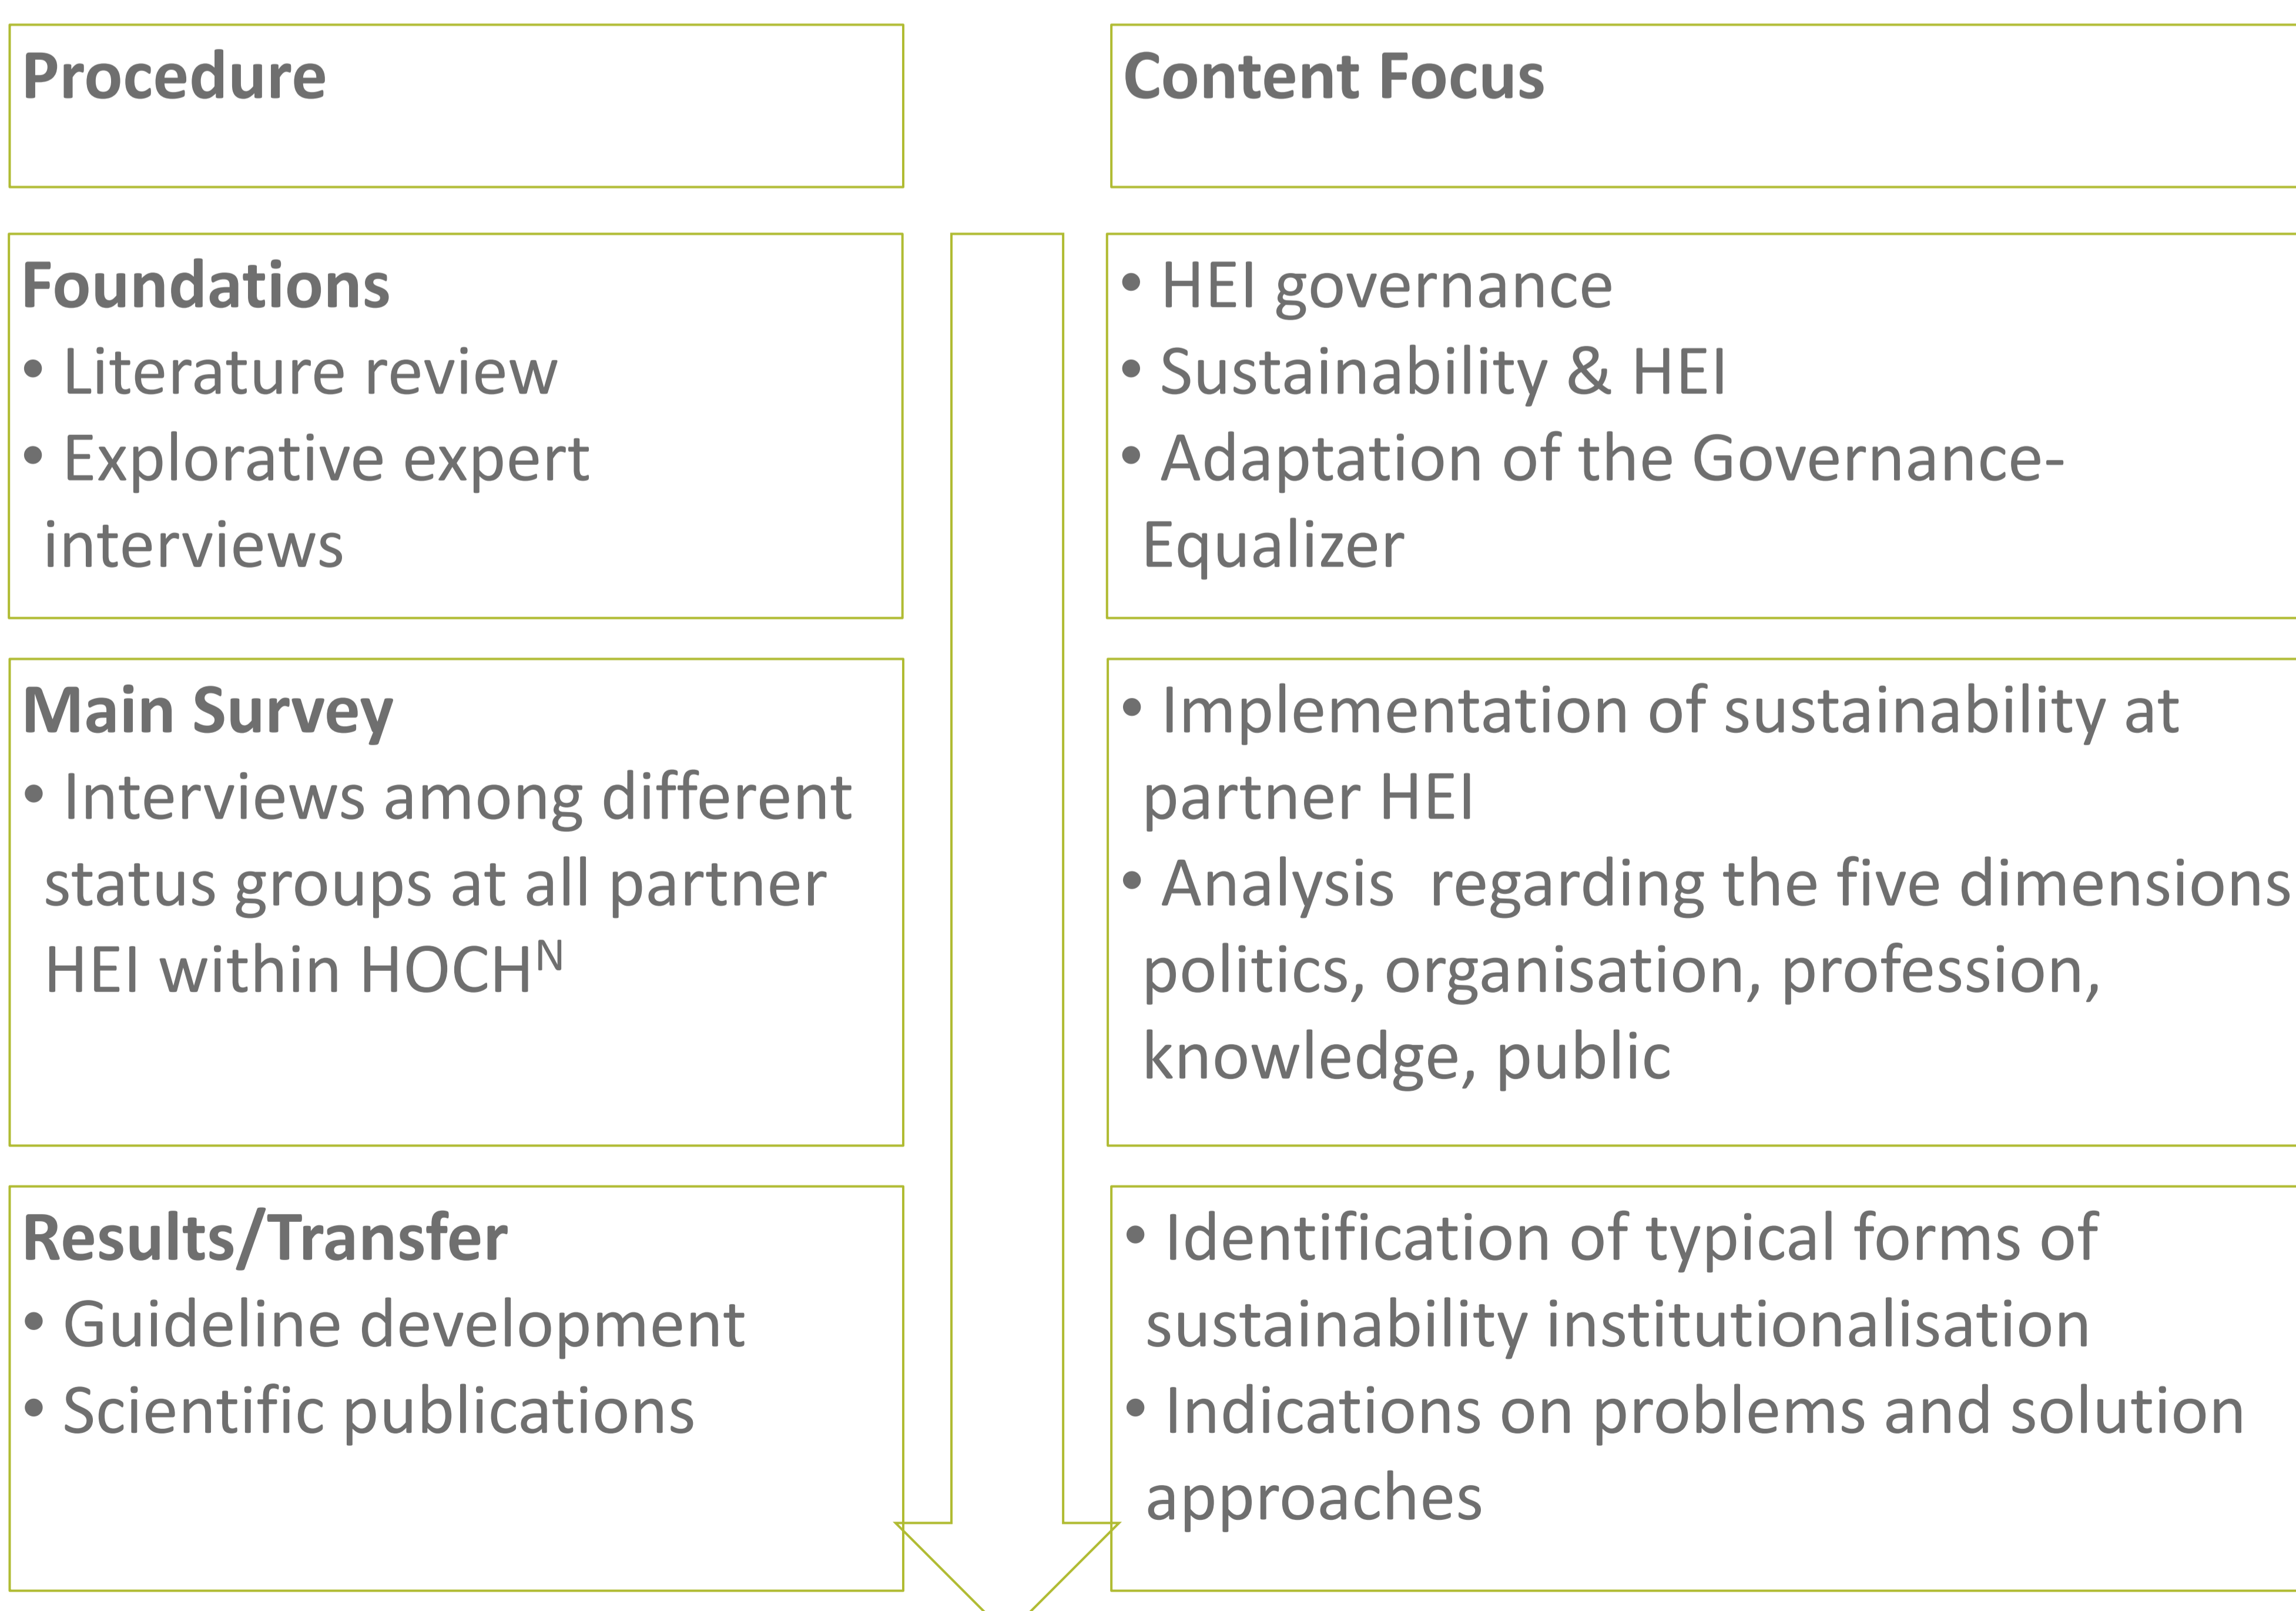 Procedure
Content Focus
Foundations
• Literature review
• Explorative expert
interviews
• HEI governance
• Sustainability & HEI
• Adaptation of the Governance-
Equalizer
Main Survey
• Interviews among different
status groups at all partner
HEI within HOCHᴺ
• Implementation of sustainability at
partner HEI
• Analysis  regarding the five dimensions
politics, organisation, profession,
knowledge, public
Results/Transfer
• Guideline development
• Scientific publications
• Identification of typical forms of
sustainability institutionalisation
• Indications on problems and solution
approaches